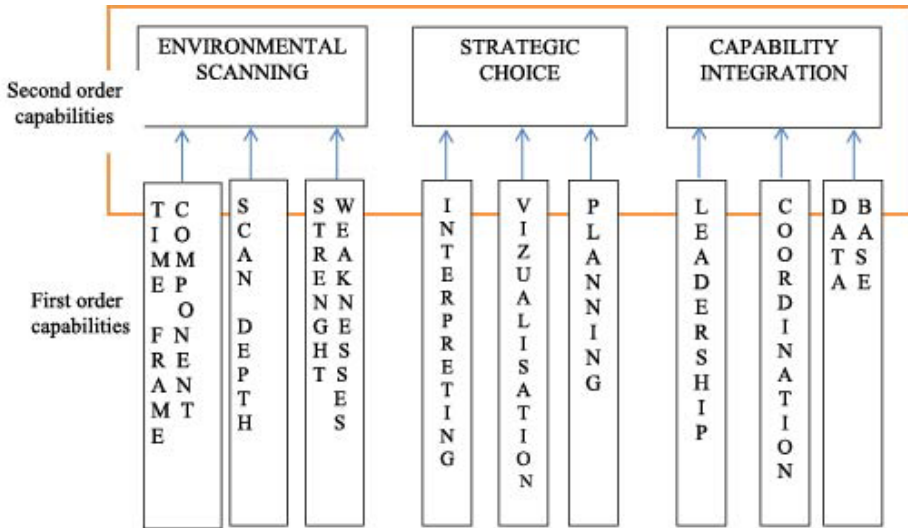 ENVIRONMENTAL
SCANNING
STRATEGIC
CHOICE
CAPABILITY
INTEGRATION
Second order
capabilities
TIME FRAME
COMPONENT
SCAN DEPTH
STRENGHT
WEAKNESSES
INTERPRETING
VIZUALISATION
PLANNING
LEADERSHIP
COORDINATION
DATA
BASE
First order
capabilities